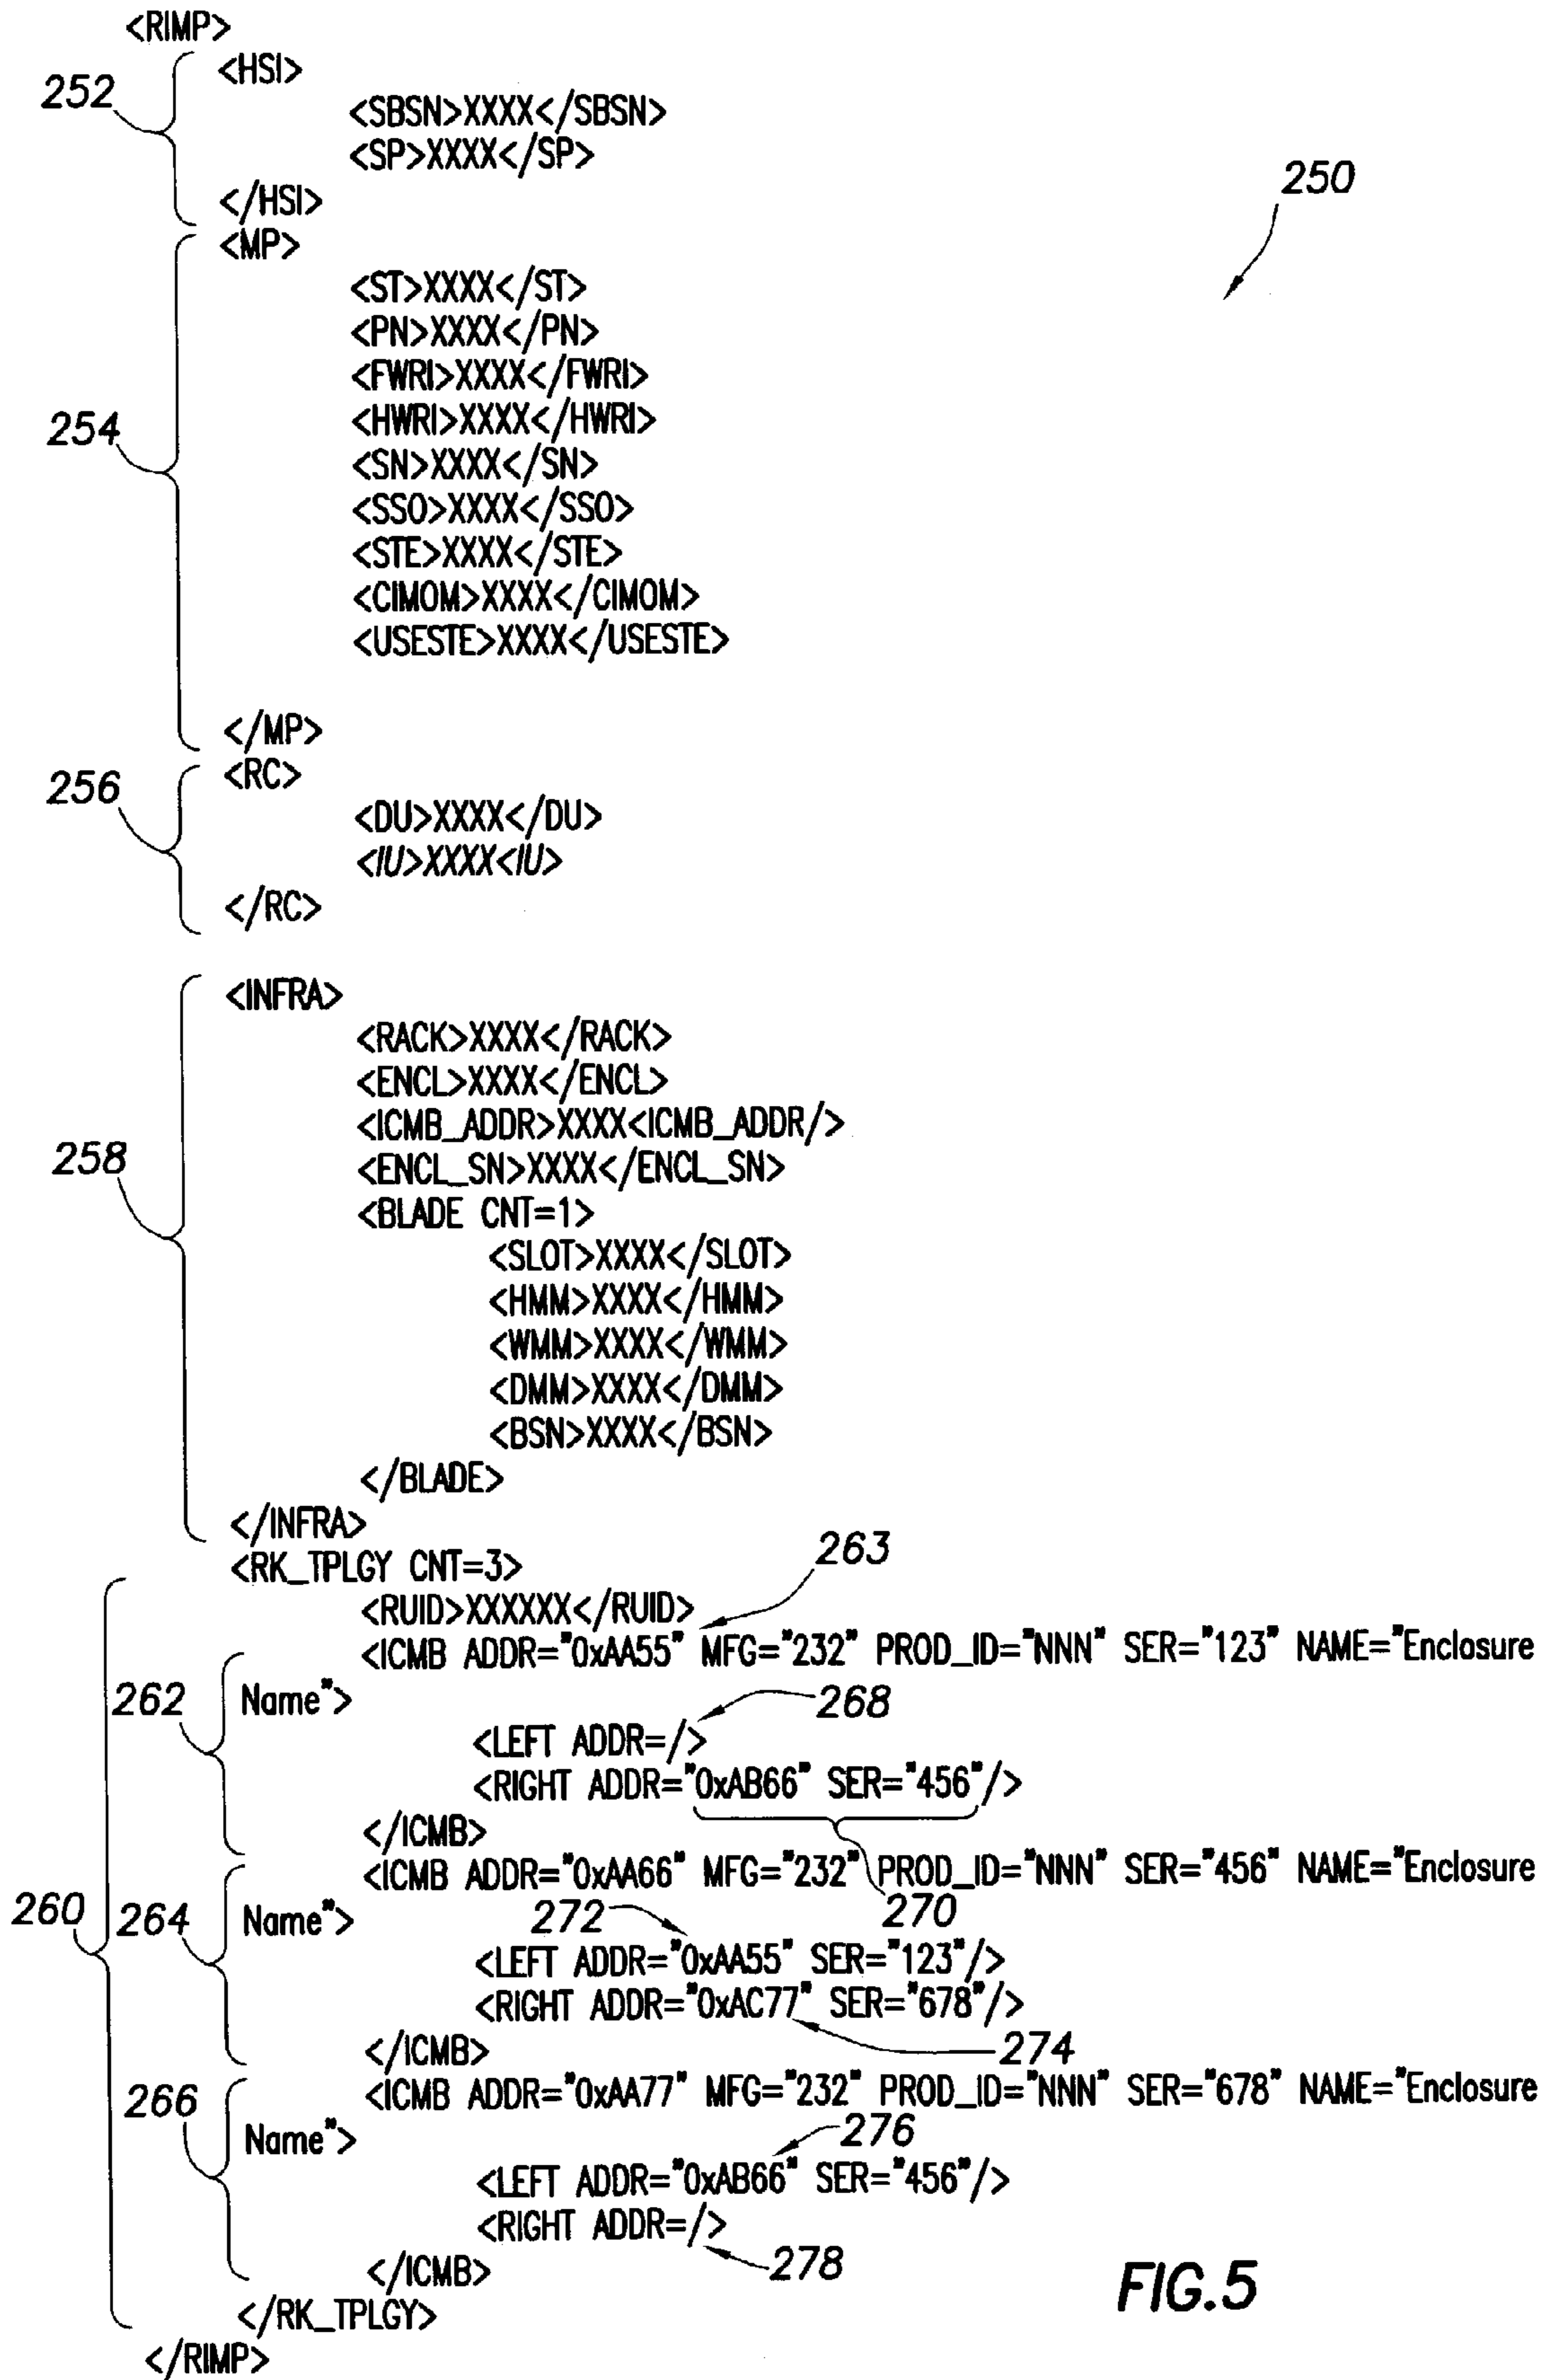 <RIMP>
<HSI>
252
<SBSN>XXXX</SBSN>
<SP>XXXX</SP>
250
</HSI>
<MP>
<ST>XXXX</ST>
<PN>XXXX</PN>
<FWRI>XXXX</FWRI>
254
<HWRI>XXXX</HWRI>
<SN>XXXX</SN>
<SSO>XXXX</SSO>
<STE>XXXX</STE>
<CIMOM>XXXX</CIMOM>
<USESTE>XXXX</USESTE>
</MP>
<RC>
256
<DU>XXXX</DU>
<IU>XXXX<IU>
</RC>
<INFRA>
<RACK>XXXX</RACK>
<ENCL>XXXX</ENCL>
<ICMB_ADDR>XXXX<ICMB_ADDR/>
258
<ENCL_SN>XXXX</ENCL_SN>
<BLADE CNT=1>
<SLOT>XXXX</SLOT>
<HMM>XXXX</HMM>
<WMM>XXXX</WMM>
<DMM>XXXX</DMM>
<BSN>XXXX</BSN>
</BLADE>
</INFRA>
263
<RK_TPLGY CNT=3>
<RUID>XXXXXX</RUID>
<ICMB ADDR="0xAA55" MFG="232" PROD_ID="NNN" SER="123" NAME="Enclosure
262
Name">
268
<LEFT ADDR=/>
<RIGHT ADDR="0xAB66" SER="456"/>
</ICMB>
<ICMB ADDR="0xAA66" MFG="232" PROD_ID="NNN" SER="456" NAME="Enclosure
260
264
Name">
272
270
<LEFT ADDR="0xAA55" SER="123"/>
<RIGHT ADDR="0xAC77" SER="678"/>
</ICMB>
274
<ICMB ADDR="0xAA77" MFG="232" PROD_ID="NNN" SER="678" NAME="Enclosure
266
Name">
276
<LEFT ADDR="0xAB66" SER="456"/>
<RIGHT ADDR=/>
</ICMB>
278
</RK_TPLGY>
</RIMP>
FIG.5